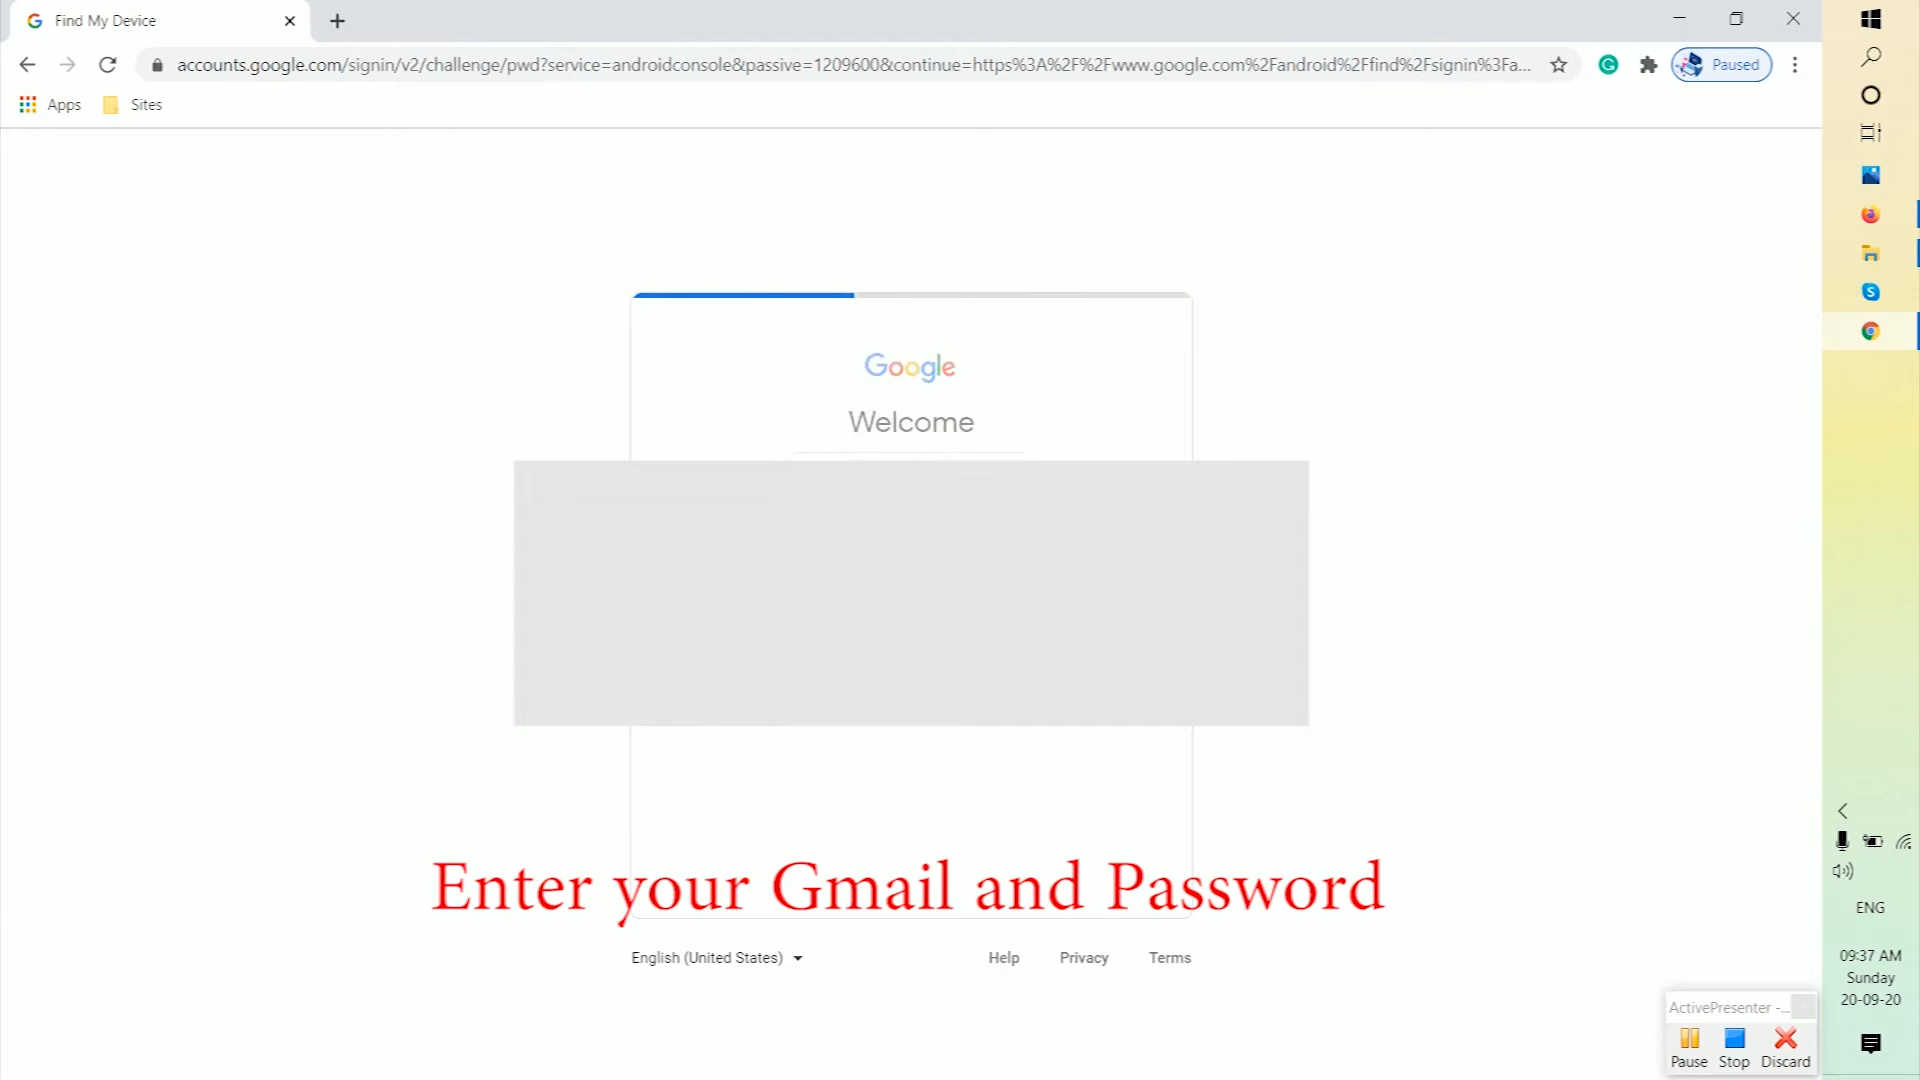 Find My Device
accounts.google.com/signin/v2/challenge/pwd?service=androidconsole&passive=1209600&continue=https%3A%2F%2Fwww.google.com%2Fandroid%2Ffind%2Fsignin%3Fa...
Paused
Apps
Sites
Google
Welcome
Enter your Gmail and Password
English (United States)
Help
Privacy
Terms
ENG
09:37 AM
Sunday
20-09-20
ActivePresenter -...
Pause
Stop
Discard